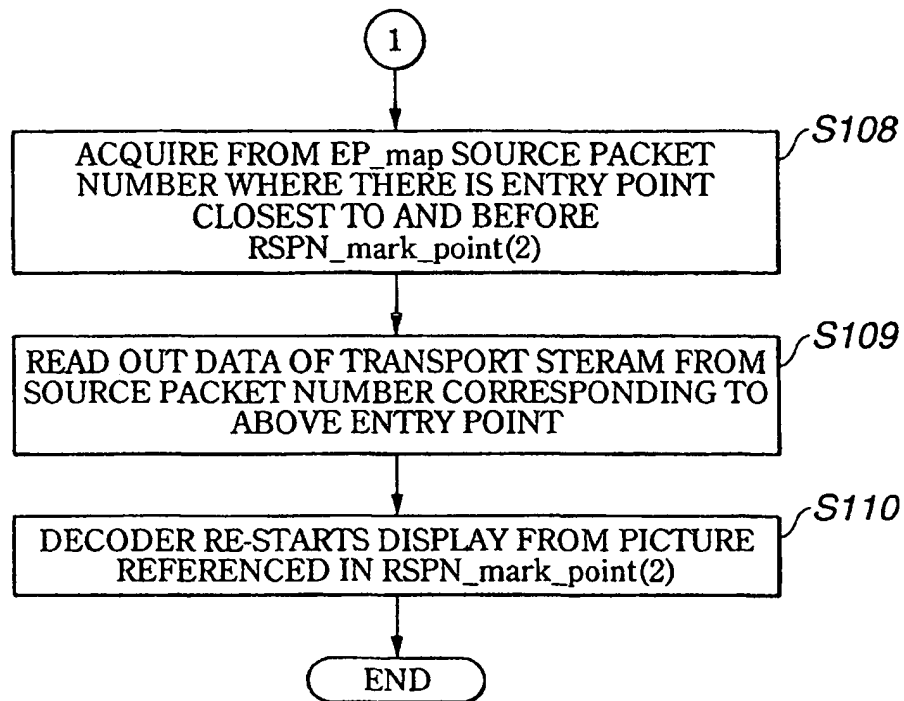 1
S108
ACQUIRE FROM EP_map SOURCE PACKET
NUMBER WHERE THERE IS ENTRY POINT
CLOSEST TO AND BEFORE
RSPN_mark_point(2)
S109
READ OUT DATA OF TRANSPORT STERAM FROM
SOURCE PACKET NUMBER CORRESPONDING TO
ABOVE ENTRY POINT
S110
DECODER RE-STARTS DISPLAY FROM PICTURE
REFERENCED IN RSPN_mark_point(2)
END